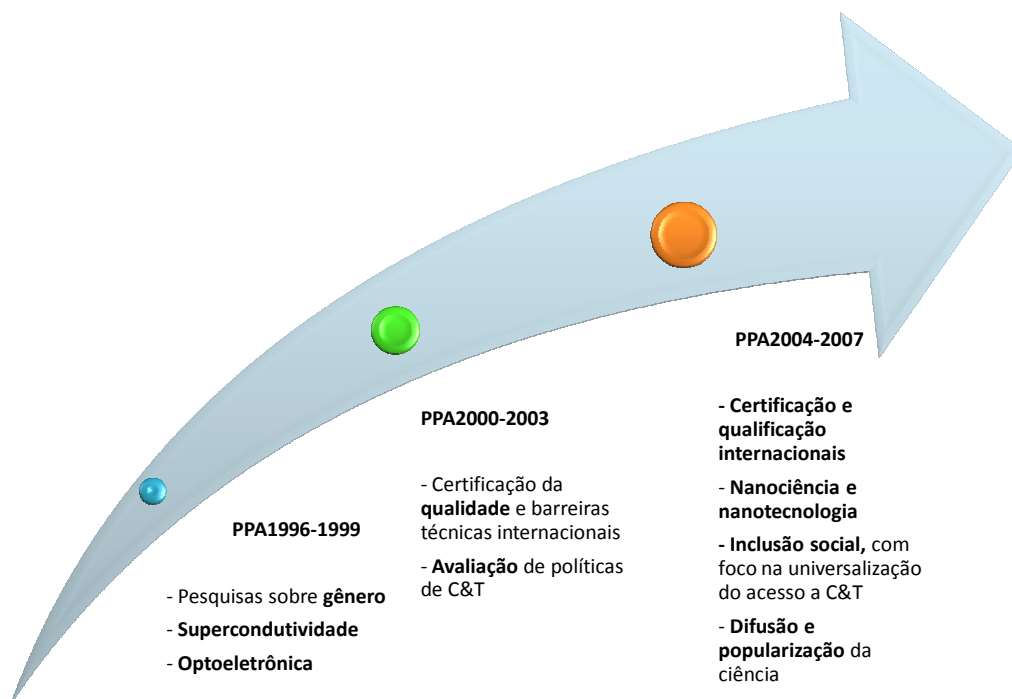 PPA1996-1999
- Pesquisas sobre gênero
- Supercondutividade
- Optoeletrônica
PPA2000-2003
- Certificação da
qualidade e barreiras
técnicas internacionais
- Avaliação de políticas
de C&T
PPA2004-2007
- Certificação e
qualificação
internacionais
- Nanociência e
nanotecnologia
- Inclusão social, com
foco na universalização
do acesso a C&T
- Difusão e
popularização da
ciência